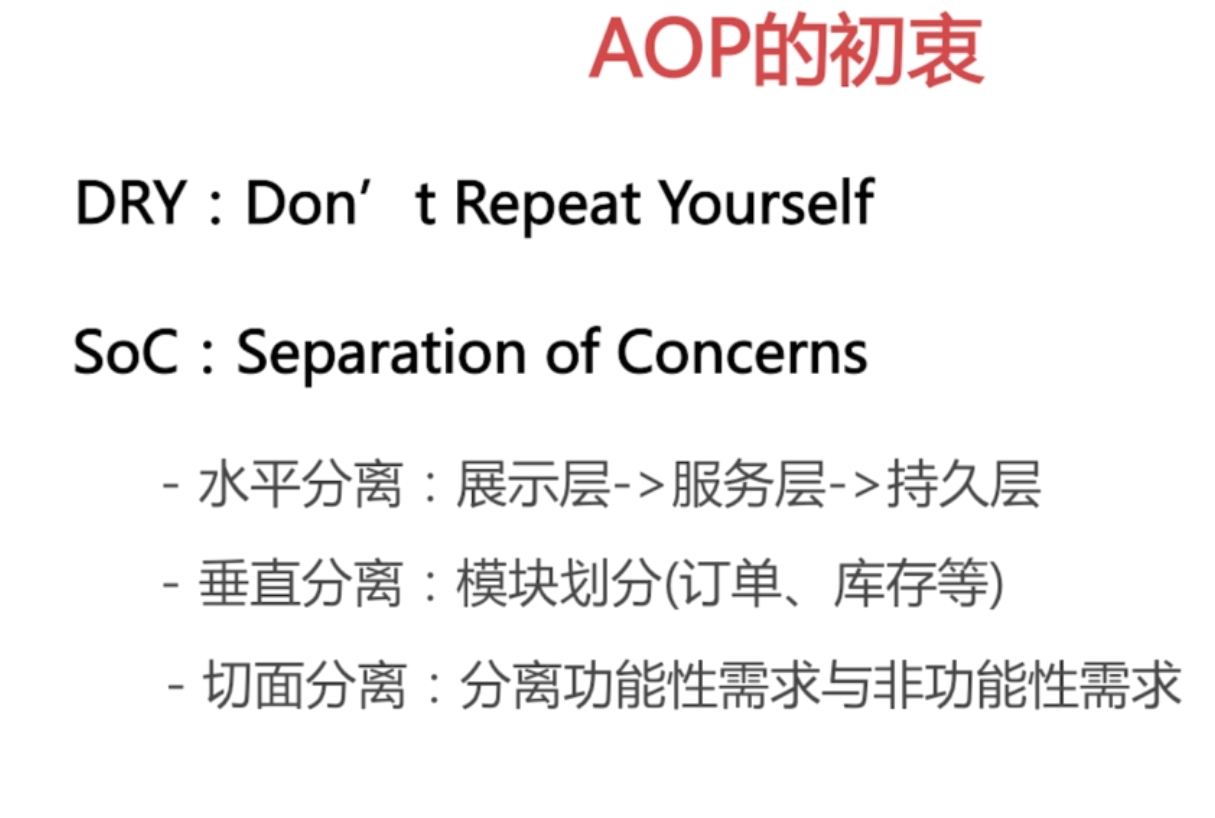 AOP的初衷
DRY：Don’t Repeat Yourself
SoC：Separation of Concerns
- 水平分离：展示层->服务层->持久层
- 垂直分离：模块划分(订单、库存等)
- 切面分离：分离功能性需求与非功能性需求